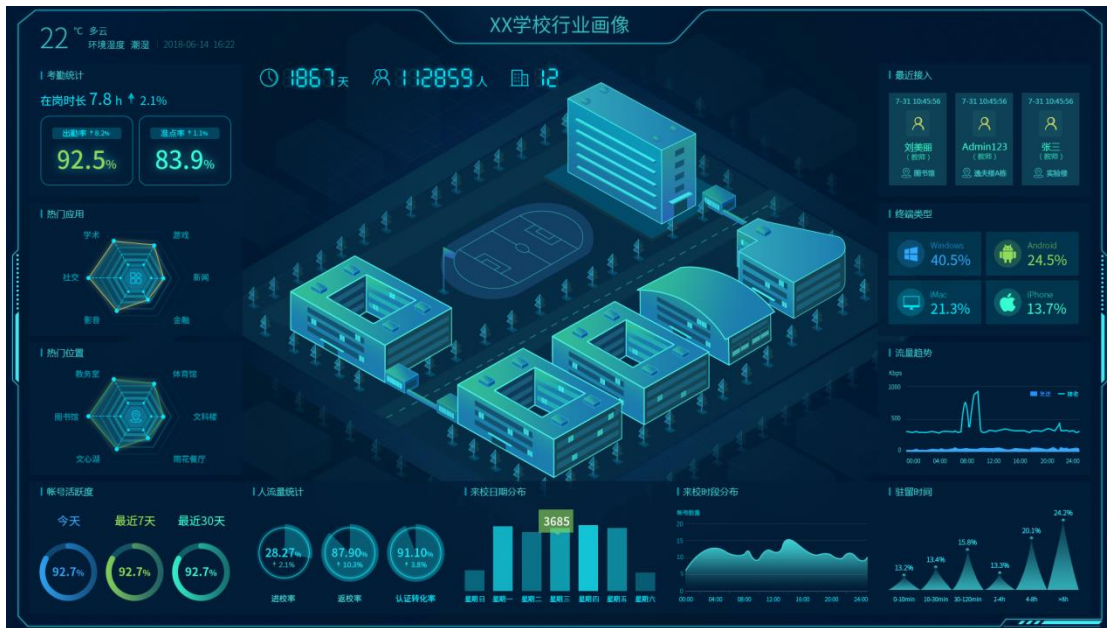 XX学校行业画像
22 °C 多云
环境湿度 潮湿 | 2018-06-14 16:22
考勤统计
在岗时长 7.8 h ↑ 2.1%
出勤率 ↑ 8.2%
92.5%
准点率 ↑ 1.1%
83.9%
1867 天
112859 人
12
最近接入
7-31 10:45:56
刘美丽
(教师)
图书馆
7-31 10:45:56
Admin123
(教师)
逸夫楼A栋
7-31 10:45:56
张三
(教师)
实验楼
热门应用
学术
游戏
社交
新闻
影音
金融
终端类型
Windows
40.5%
Android
24.5%
iMac
21.3%
iPhone
13.7%
热门位置
教务室
体育馆
图书馆
文科楼
文心湖
雨花餐厅
流量趋势
Kbps
1000
500
0
发送
接收
00:00 04:00 08:00 12:00 16:00 20:00 24:00
帐号活跃度
今天 最近7天 最近30天
92.7% 92.7% 92.7%
人流量统计
28.27%
↑ 2.1%
进校率
87.90%
↑ 10.3%
返校率
91.10%
↑ 3.8%
认证转化率
来校日期分布
3685
星期日 星期一 星期二 星期三 星期四 星期五 星期六
来校时段分布
帐号数量
20
15
10
5
00:00 04:00 08:00 12:00 16:00 20:00 24:00
驻留时间
13.2%
13.4%
15.8%
13.3%
20.1%
24.2%
0-10min 10-30min 30-120min 2-4h 4-8h >8h